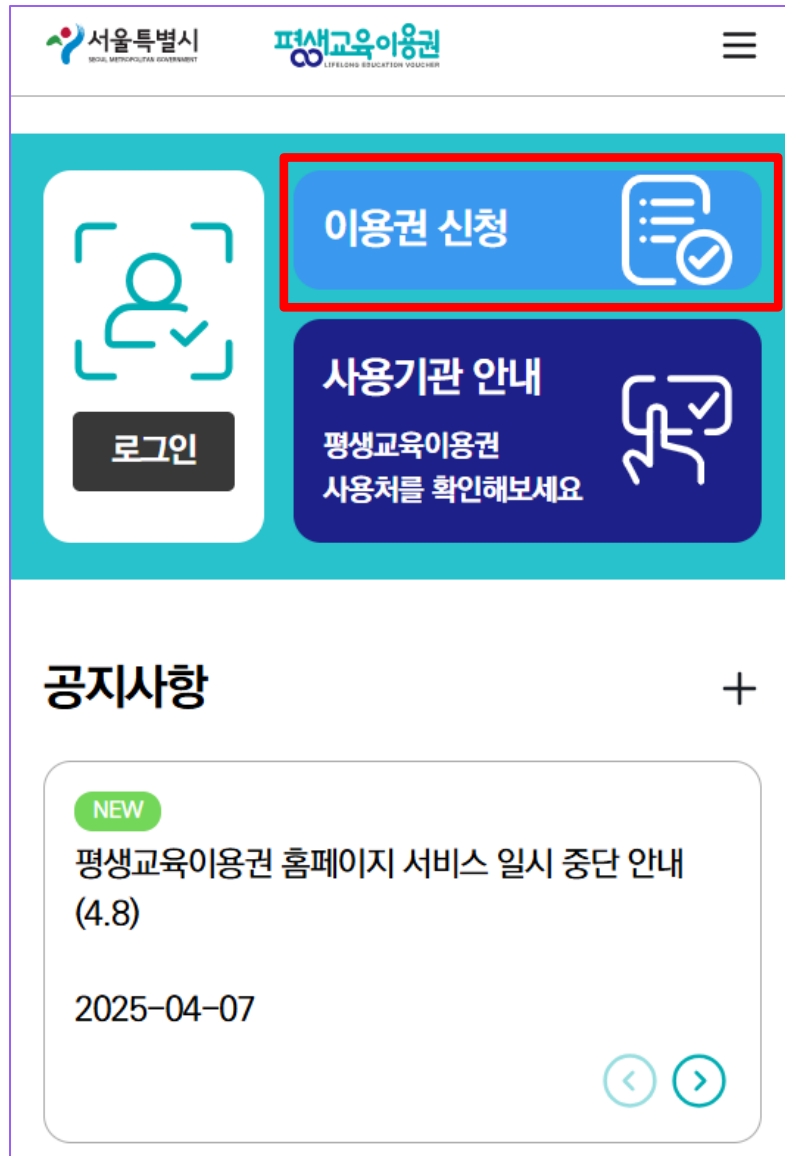 서울특별시
SEOUL METROPOLITAN GOVERNMENT
평생교육이용권
LIFELONG EDUCATION VOUCHER
이용권 신청
로그인
사용기관 안내
평생교육이용권
사용처를 확인해보세요
공지사항
NEW
평생교육이용권 홈페이지 서비스 일시 중단 안내
(4.8)
2025-04-07